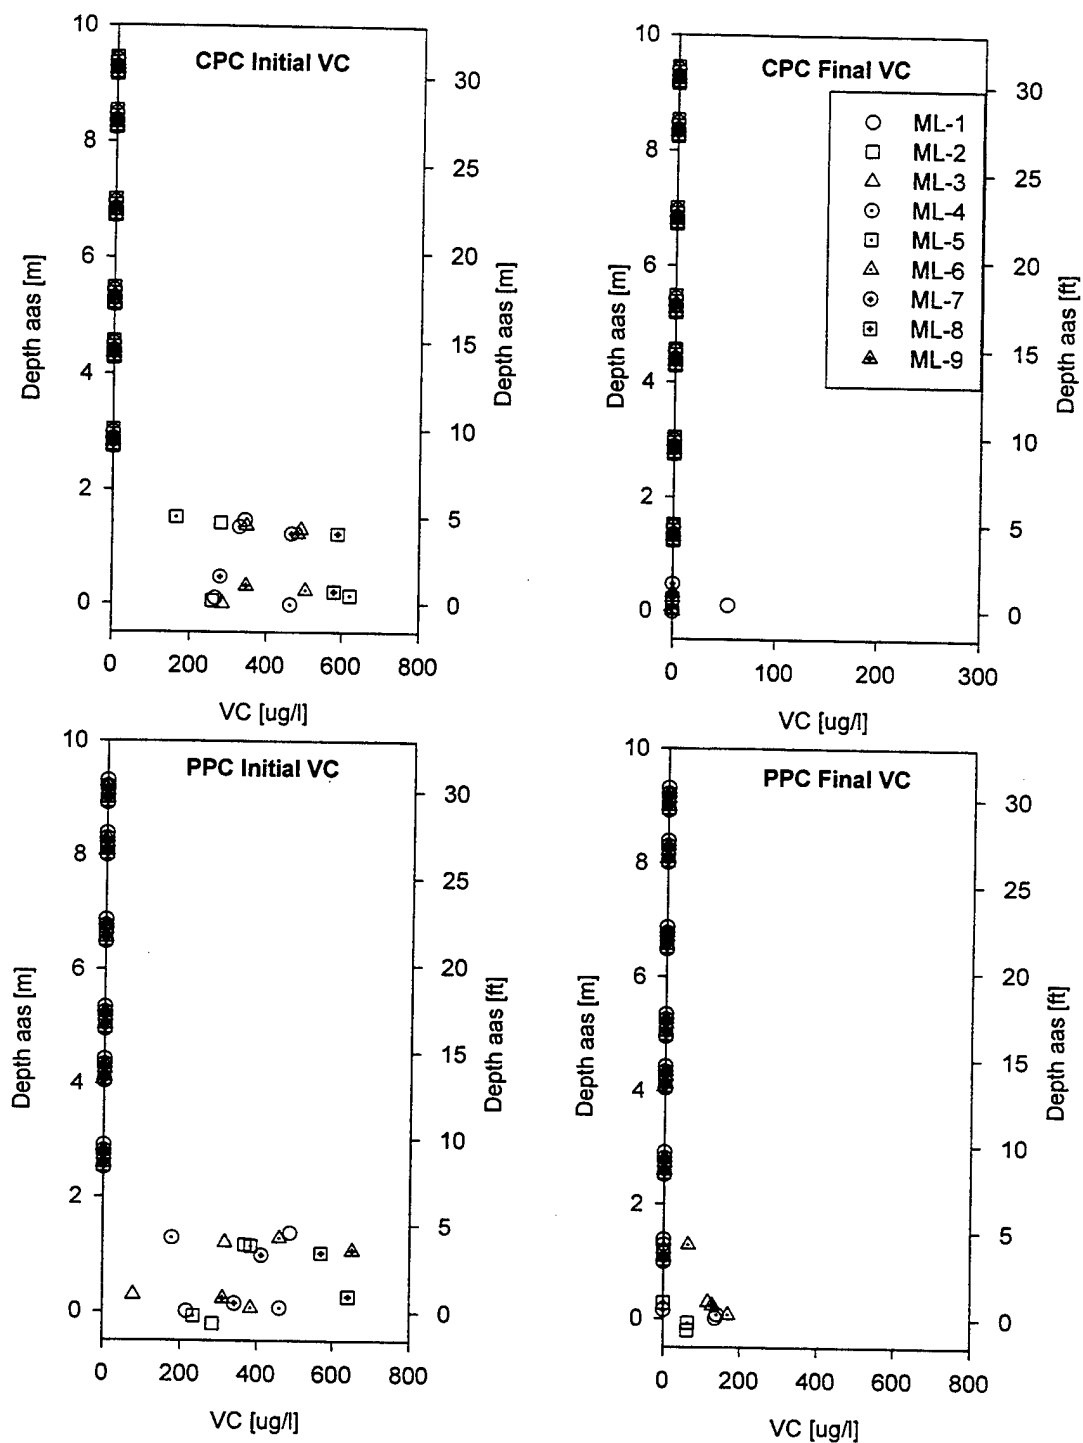 CPC Initial VC
10
8
6
4
2
0
30
25
20
15
10
5
0
Depth aas [m]
Depth aas [m]
0 200 400 600 800
VC [ug/l]
CPC Final VC
10
8
6
4
2
0
30
25
20
15
10
5
0
Depth aas [m]
Depth aas [ft]
ML-1
ML-2
ML-3
ML-4
ML-5
ML-6
ML-7
ML-8
ML-9
0 100 200 300
VC [ug/l]
PPC Initial VC
10
8
6
4
2
0
30
25
20
15
10
5
0
Depth aas [m]
Depth aas [ft]
0 200 400 600 800
VC [ug/l]
PPC Final VC
10
8
6
4
2
0
30
25
20
15
10
5
0
Depth aas [m]
Depth aas [ft]
0 200 400 600 800
VC [ug/l]